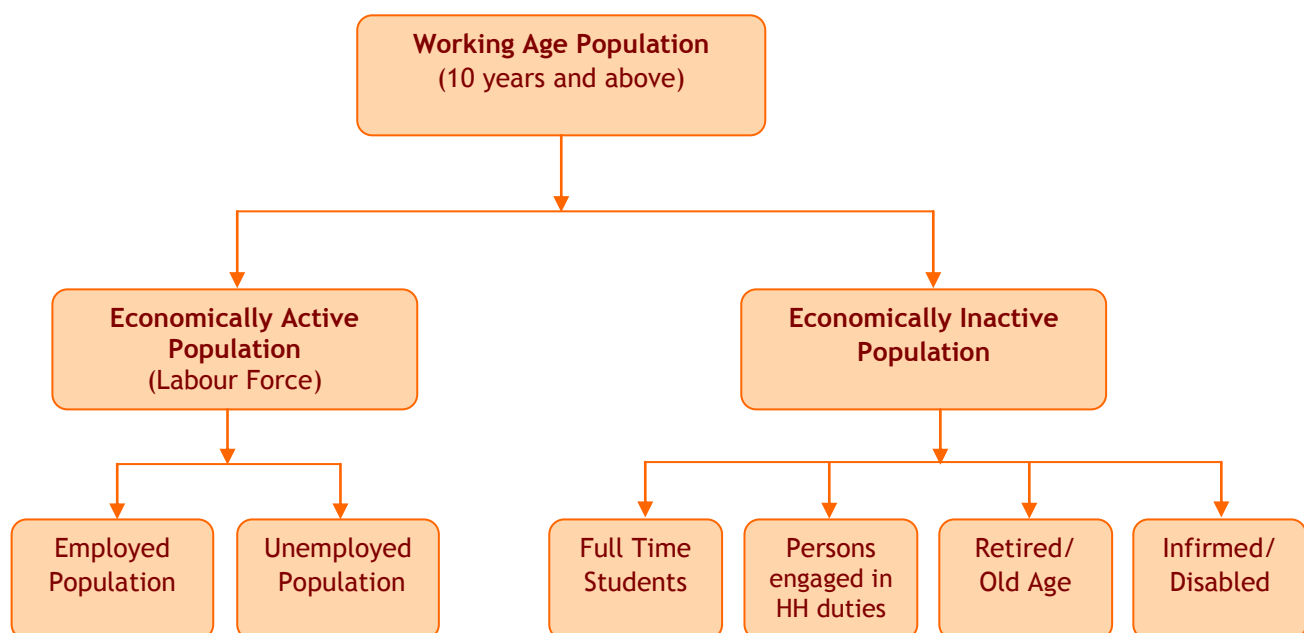 Working Age Population
(10 years and above)
Economically Active
Population
(Labour Force)
Economically Inactive
Population
Employed
Population
Unemployed
Population
Full Time
Students
Persons
engaged in
HH duties
Retired/
Old Age
Infirmed/
Disabled